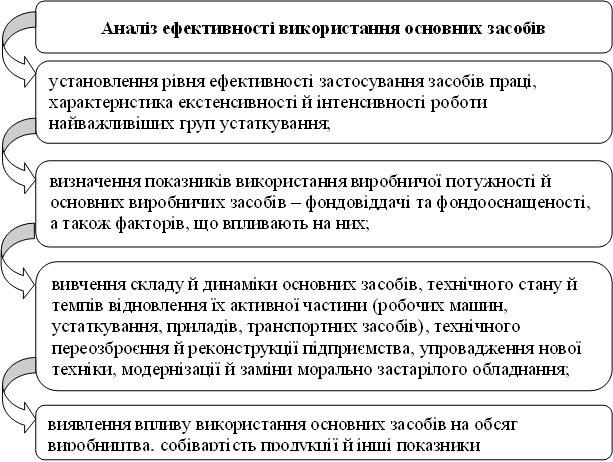 Аналіз ефективності використання основних засобів
установлення рівня ефективності застосування засобів праці,
характеристика екстенсивності й інтенсивності роботи
найважливіших груп устаткування;
визначення показників використання виробничої потужності й
основних виробничих засобів – фондовіддачі та фондооснащеності,
а також факторів, що впливають на них;
вивчення складу й динаміки основних засобів, технічного стану й
темпів відновлення їх активної частини (робочих машин,
устаткування, приладів, транспортних засобів), технічного
переозброєння й реконструкції підприємства, упровадження нової
техніки, модернізації й заміни морально застарілого обладнання;
виявлення впливу використання основних засобів на обсяг
виробництва, собівартість продукції й інші показники